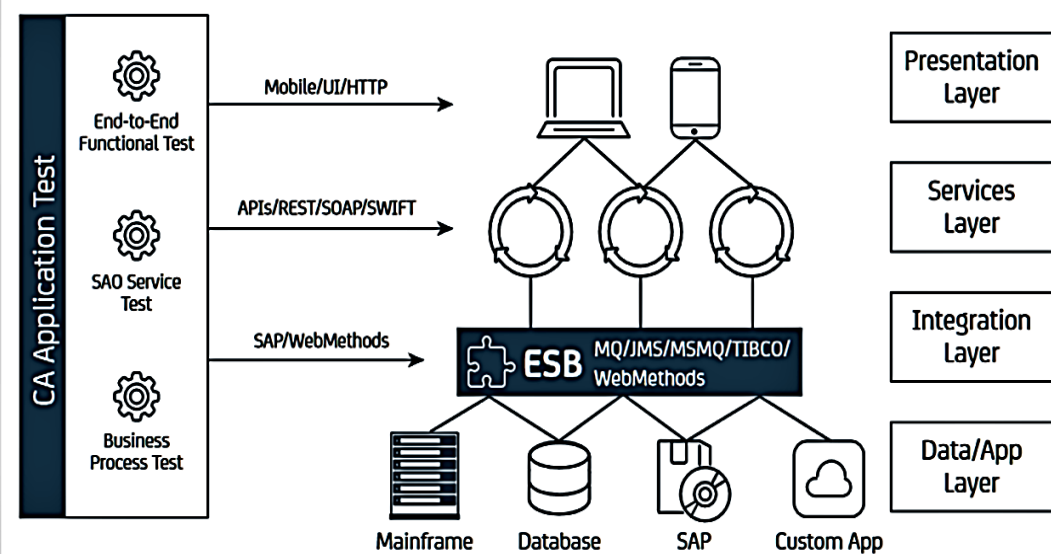 CA Application Test
End-to-End
Functional Test
SAO Service
Test
Business
Process Test
Mobile/UI/HTTP
APIs/REST/SOAP/SWIFT
SAP/WebMethods
ESB
MQ/JMS/MSMQ/TIBCO/
WebMethods
Mainframe
Database
SAP
Custom App
Presentation
Layer
Services
Layer
Integration
Layer
Data/App
Layer